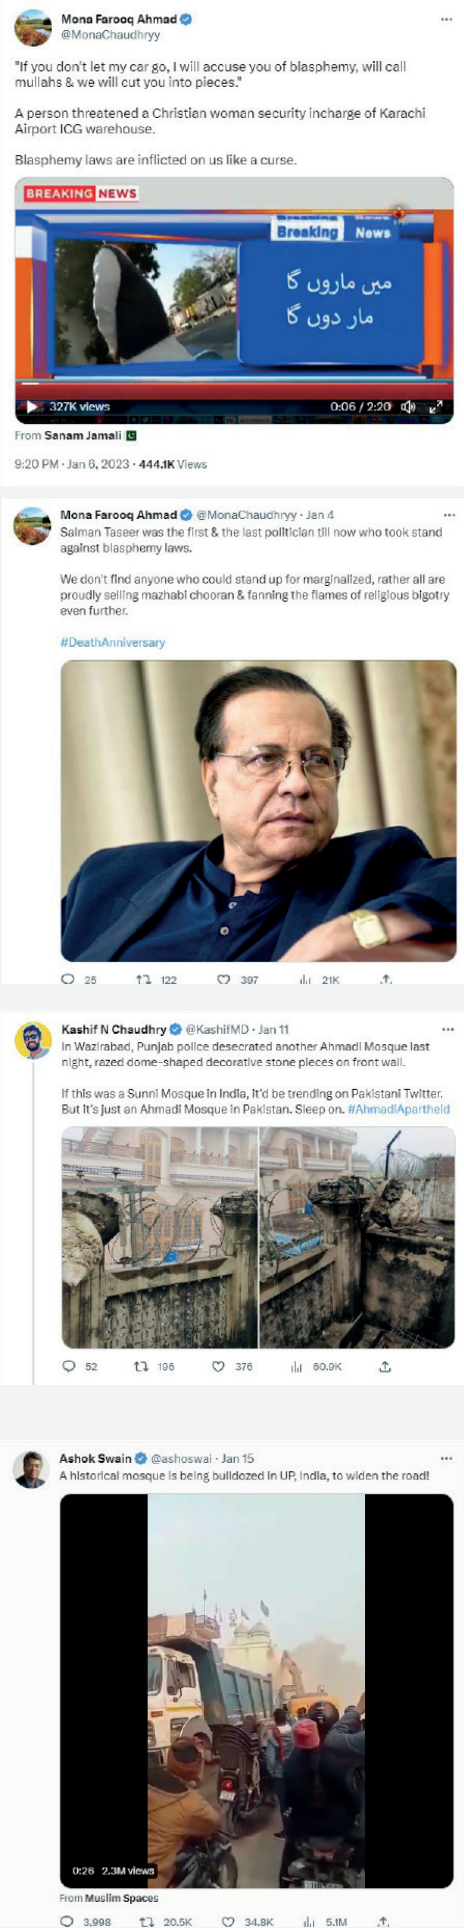 Mona Farooq Ahmad
@MonaChaudhryy
"If you don't let my car go, I will accuse you of blasphemy, will call
mullahs & we will cut you into pieces."
A person threatened a Christian woman security incharge of Karachi
Airport ICG warehouse.
Blasphemy laws are inflicted on us like a curse.
BREAKING NEWS
Breaking News
میں ماروں گا
مار دوں گا
327K views
0:06 / 2:20
From Sanam Jamali
9:20 PM · Jan 6, 2023 · 444.1K Views
Mona Farooq Ahmad @MonaChaudhryy · Jan 4
Salman Taseer was the first & the last politician till now who took stand
against blasphemy laws.
We don't find anyone who could stand up for marginalized, rather all are
proudly selling mazhabi chooran & fanning the flames of religious bigotry
even further.
#DeathAnniversary
25 122 397 21K
Kashif N Chaudhry @KashifMD · Jan 11
In Wazirabad, Punjab police desecrated another Ahmadi Mosque last
night, razed dome-shaped decorative stone pieces on front wall.
If this was a Sunni Mosque in India, it'd be trending on Pakistani Twitter.
But it's just an Ahmadi Mosque in Pakistan. Sleep on. #AhmadiApartheid
52 196 376 60.9K
Ashok Swain @ashoswai · Jan 15
A historical mosque is being bulldozed in UP, India, to widen the road!
0:26 2.3M views
From Muslim Spaces
3,998 20.5K 34.8K 5.1M